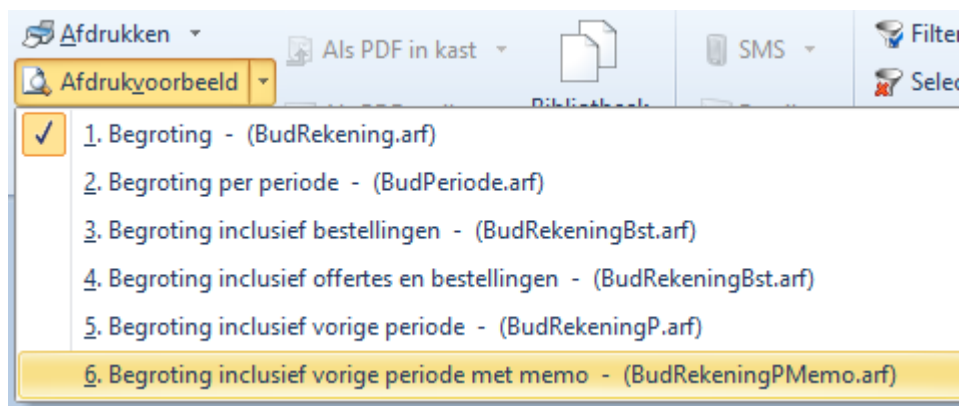 Afdrukken
Als PDF in kast
SMS
Filter
Afdrukvoorbeeld
Bibliotheek
Selec
1. Begroting - (BudRekening.arf)
2. Begroting per periode - (BudPeriode.arf)
3. Begroting inclusief bestellingen - (BudRekeningBst.arf)
4. Begroting inclusief offertes en bestellingen - (BudRekeningBst.arf)
5. Begroting inclusief vorige periode - (BudRekeningP.arf)
6. Begroting inclusief vorige periode met memo - (BudRekeningPMemo.arf)